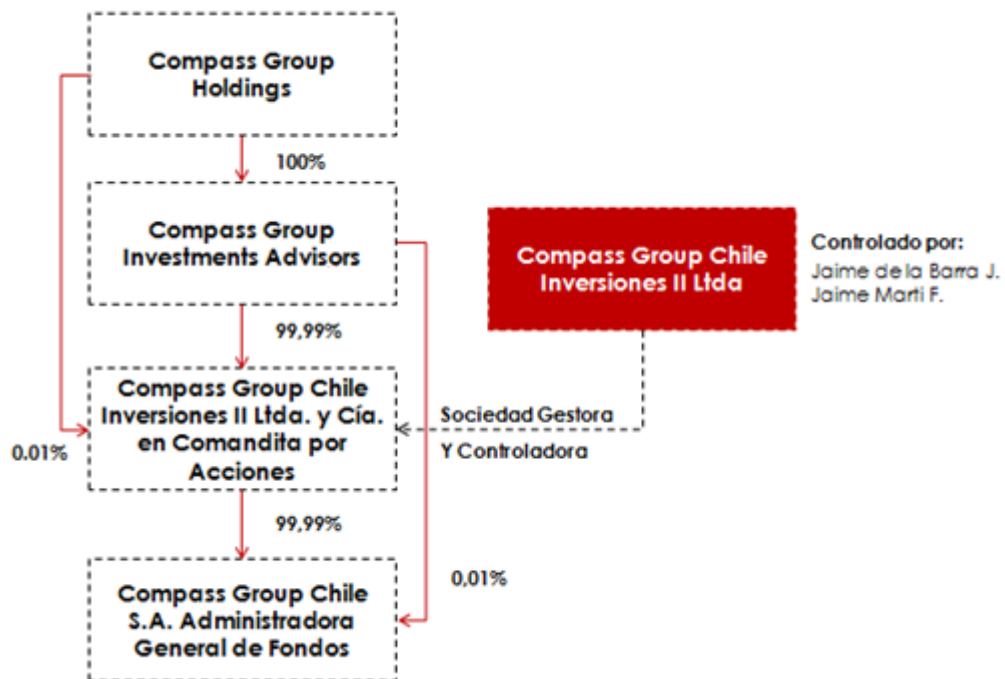 Compass Group
Holdings
100%
Compass Group
Investments Advisors
Compass Group Chile
Inversiones II Ltda
Controlado por:
Jaime de la Barra J.
Jaime Marti F.
99,99%
Compass Group Chile
Inversiones II Ltda. y Cía.
en Comandita por
Acciones
0.01%
Sociedad Gestora
Y Controladora
99,99%
0,01%
Compass Group Chile
S.A. Administradora
General de Fondos